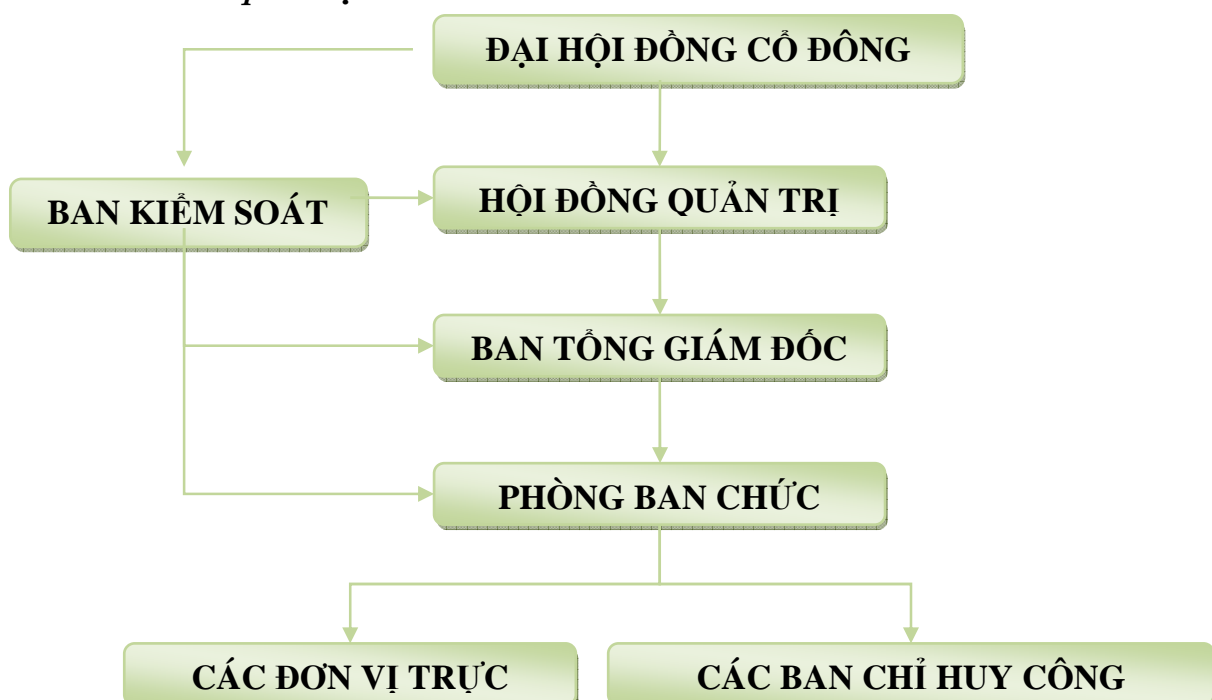 ĐẠI HỘI ĐỒNG CỔ ĐÔNG
BAN KIỂM SOÁT
HỘI ĐỒNG QUẢN TRỊ
BAN TỔNG GIÁM ĐỐC
PHÒNG BAN CHỨC
CÁC ĐƠN VỊ TRỰC
CÁC BAN CHỈ HUY CÔNG